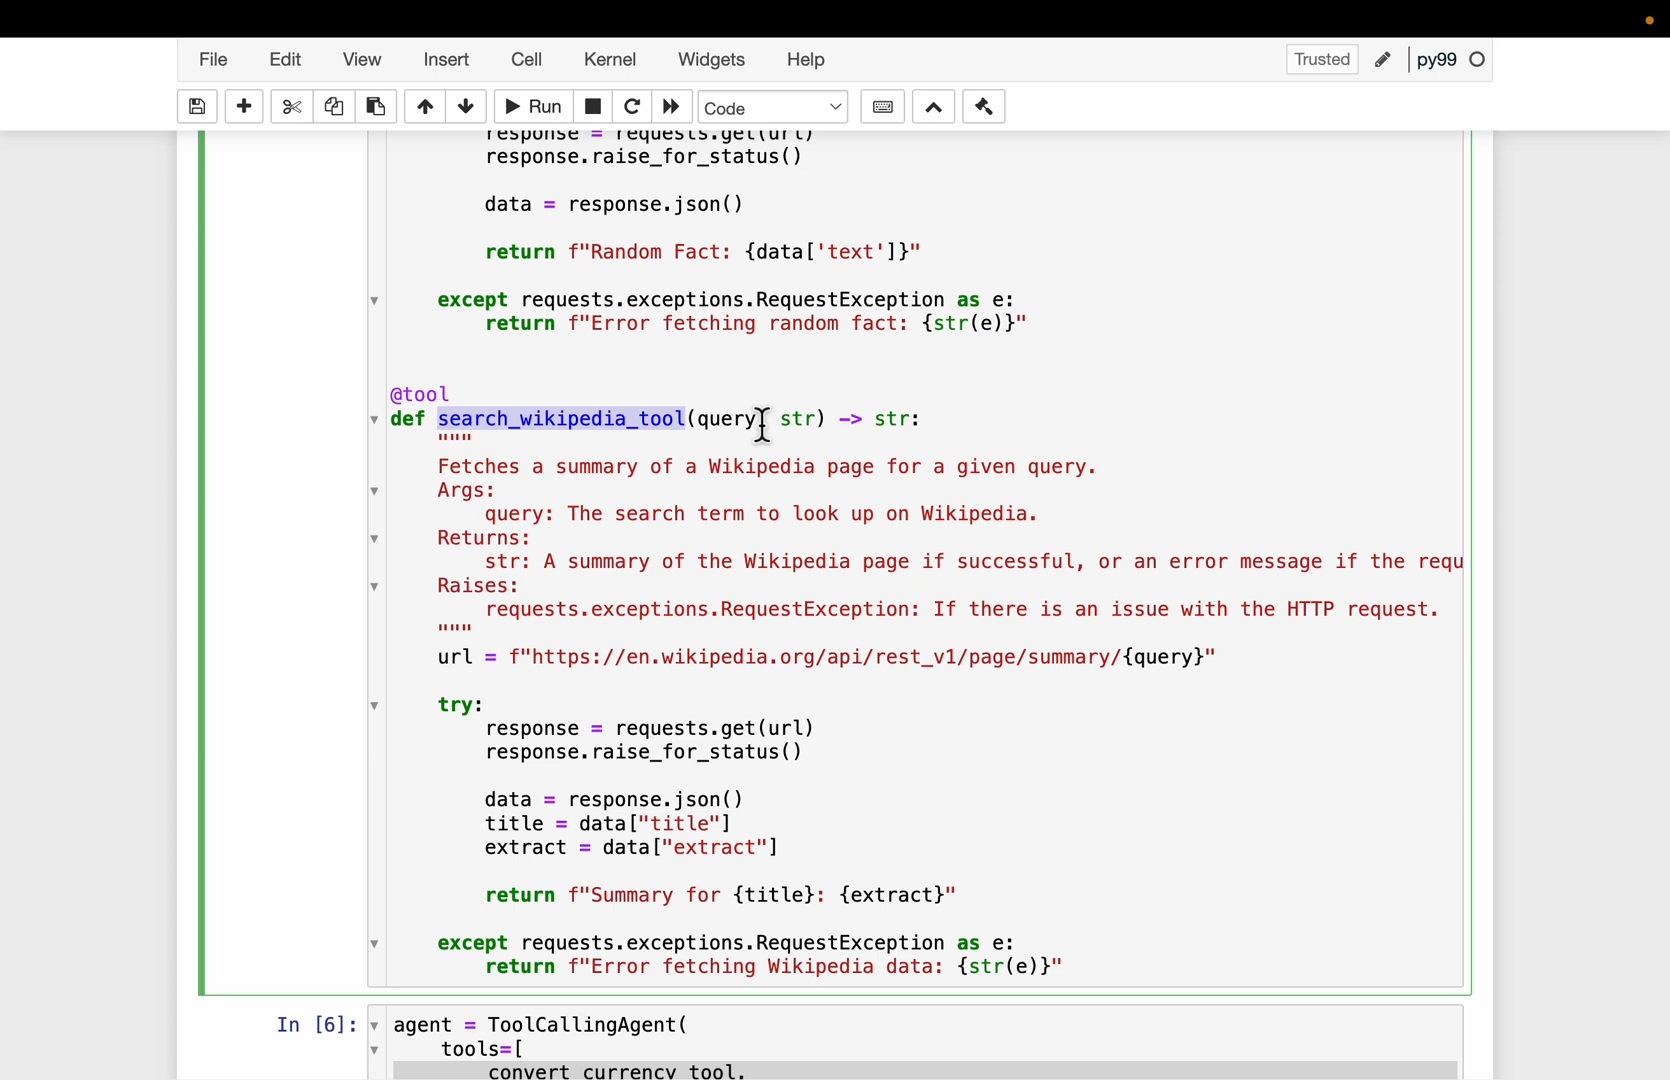 File Edit View Insert Cell Kernel Widgets Help Trusted py99
Run Code
response = requests.get(url)
response.raise_for_status()
data = response.json()
return f"Random Fact: {data['text']}"
except requests.exceptions.RequestException as e:
return f"Error fetching random fact: {str(e)}"
@tool
def search_wikipedia_tool(query: str) -> str:
"""
Fetches a summary of a Wikipedia page for a given query.
Args:
query: The search term to look up on Wikipedia.
Returns:
str: A summary of the Wikipedia page if successful, or an error message if the requ
Raises:
requests.exceptions.RequestException: If there is an issue with the HTTP request.
"""
url = f"https://en.wikipedia.org/api/rest_v1/page/summary/{query}"
try:
response = requests.get(url)
response.raise_for_status()
data = response.json()
title = data["title"]
extract = data["extract"]
return f"Summary for {title}: {extract}"
except requests.exceptions.RequestException as e:
return f"Error fetching Wikipedia data: {str(e)}"
In [6]: agent = ToolCallingAgent(
tools=[
convert_currency_tool,